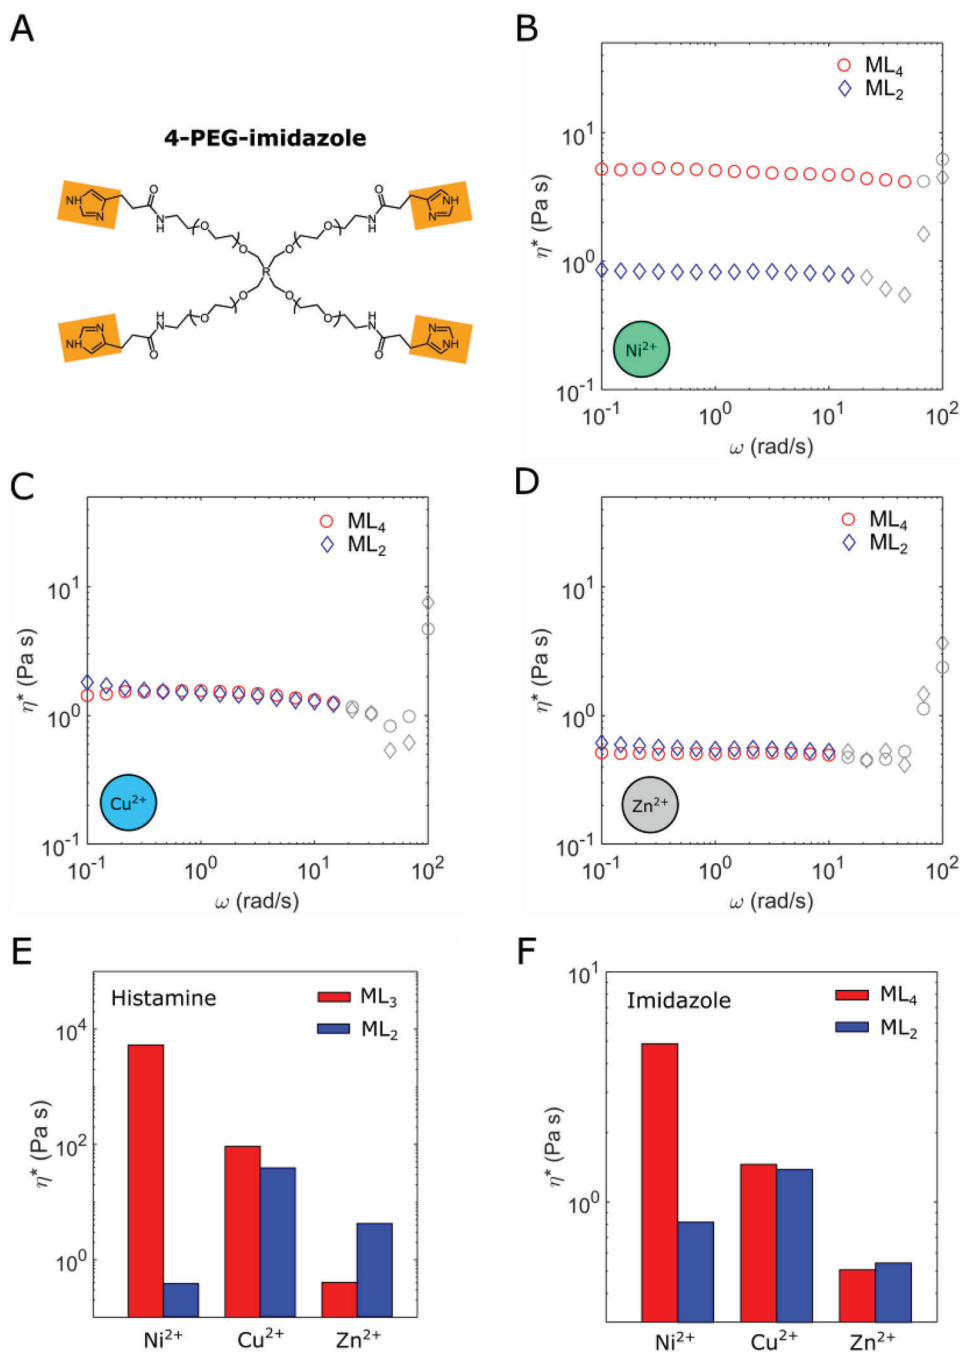 A
4-PEG-imidazole
NH
N
O
N
H
O
O
O
O
N
H
O
N
NH
R
NH
N
O
H
N
O
O
O
O
H
N
O
N
NH
B
ML4
ML2
10^1
10^0
10^-1
η* (Pa s)
Ni2+
10^-1
10^0
10^1
10^2
ω (rad/s)
C
ML4
ML2
10^1
10^0
10^-1
η* (Pa s)
Cu2+
10^-1
10^0
10^1
10^2
ω (rad/s)
D
ML4
ML2
10^1
10^0
10^-1
η* (Pa s)
Zn2+
10^-1
10^0
10^1
10^2
ω (rad/s)
E
Histamine
ML3
ML2
10^4
10^2
10^0
η* (Pa s)
Ni2+ Cu2+ Zn2+
F
Imidazole
ML4
ML2
10^1
10^0
η* (Pa s)
Ni2+ Cu2+ Zn2+